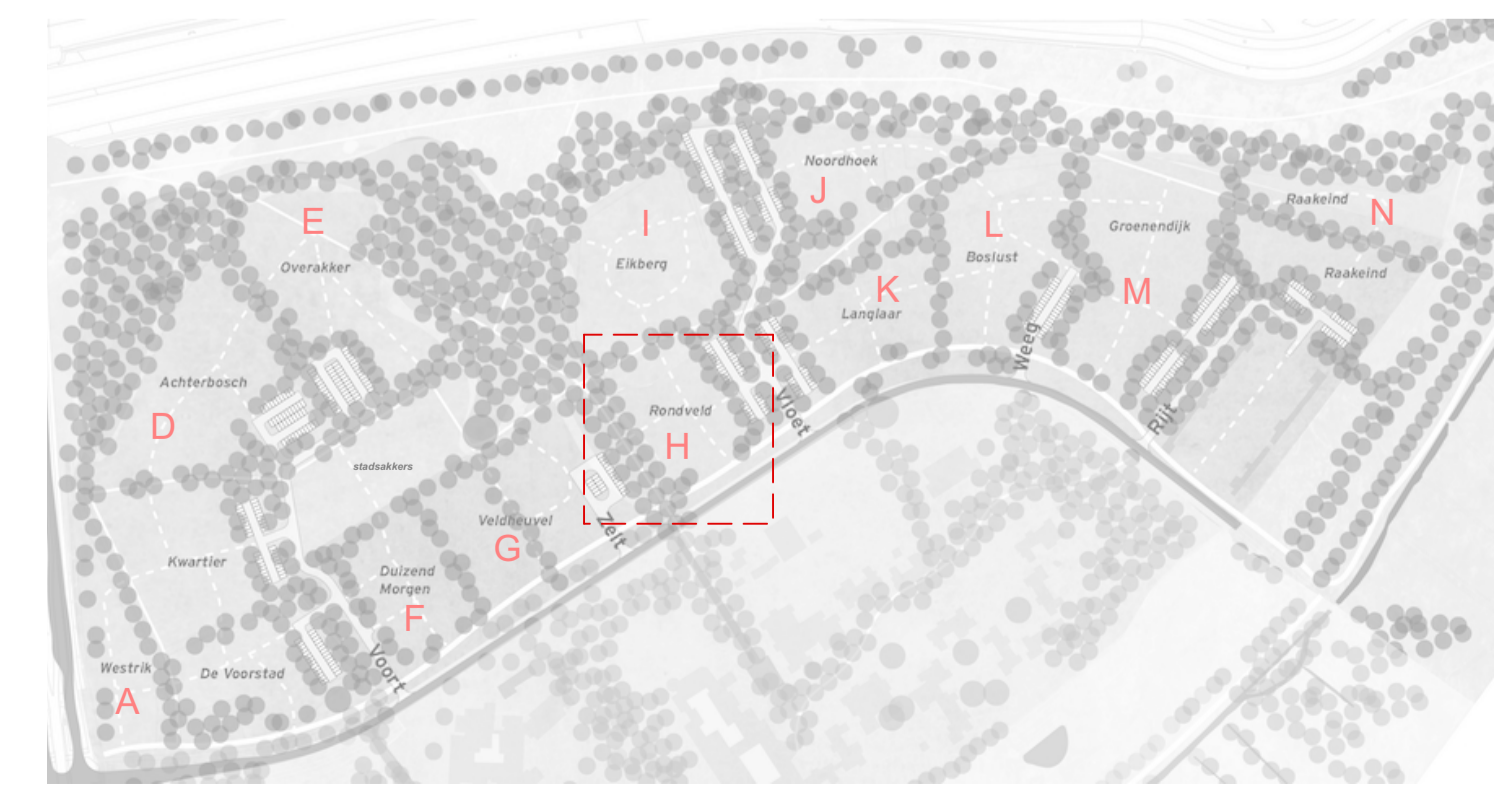 Noordhoek
J
Raakeind
N
E
I
L
Groenendijk
Overakker
Eikberg
Boslust
Raakeind
K
M
Langlaar
Weeg
Achterbosch
D
Rondveld
H
Vloet
Rijt
stadsakkers
Veldheuvel
G
Zelt
Kwartier
Duizend
Morgen
F
Westrik
A
De Voorstad
Voort